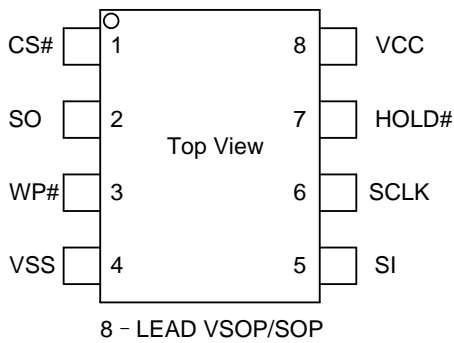 CS# 1 8 VCC
SO 2 7 HOLD#
Top View
WP# 3 6 SCLK
VSS 4 5 SI
8 – LEAD VSOP/SOP